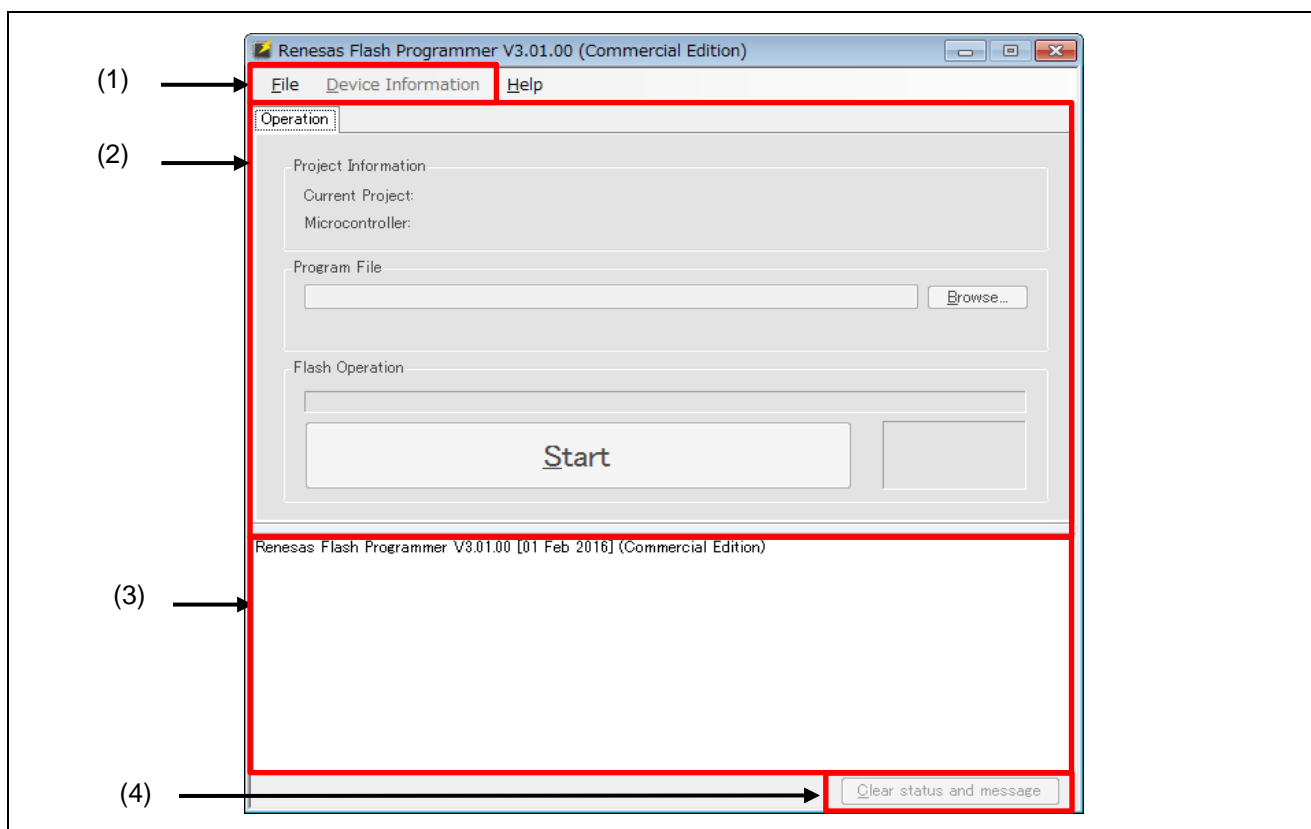 Renesas Flash Programmer V3.01.00 (Commercial Edition)
(1)
File Device Information Help
Operation
(2)
Project Information
Current Project:
Microcontroller:
Program File
Browse...
Flash Operation
Start
Renesas Flash Programmer V3.01.00 [01 Feb 2016] (Commercial Edition)
(3)
(4)
Clear status and message